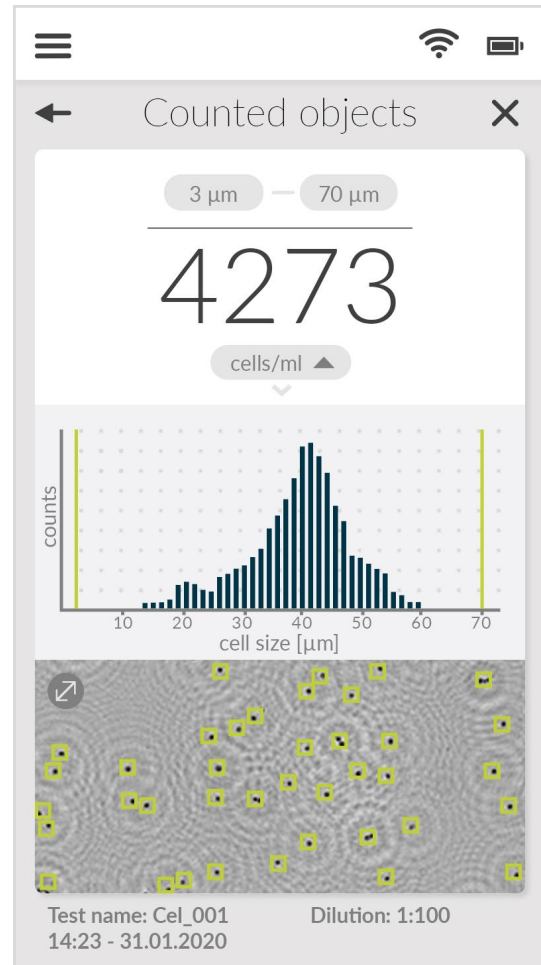 Counted objects
3 µm — 70 µm
4273
cells/ml
counts
10 20 30 40 50 60 70
cell size [µm]
Test name: Cel_001 Dilution: 1:100
14:23 - 31.01.2020